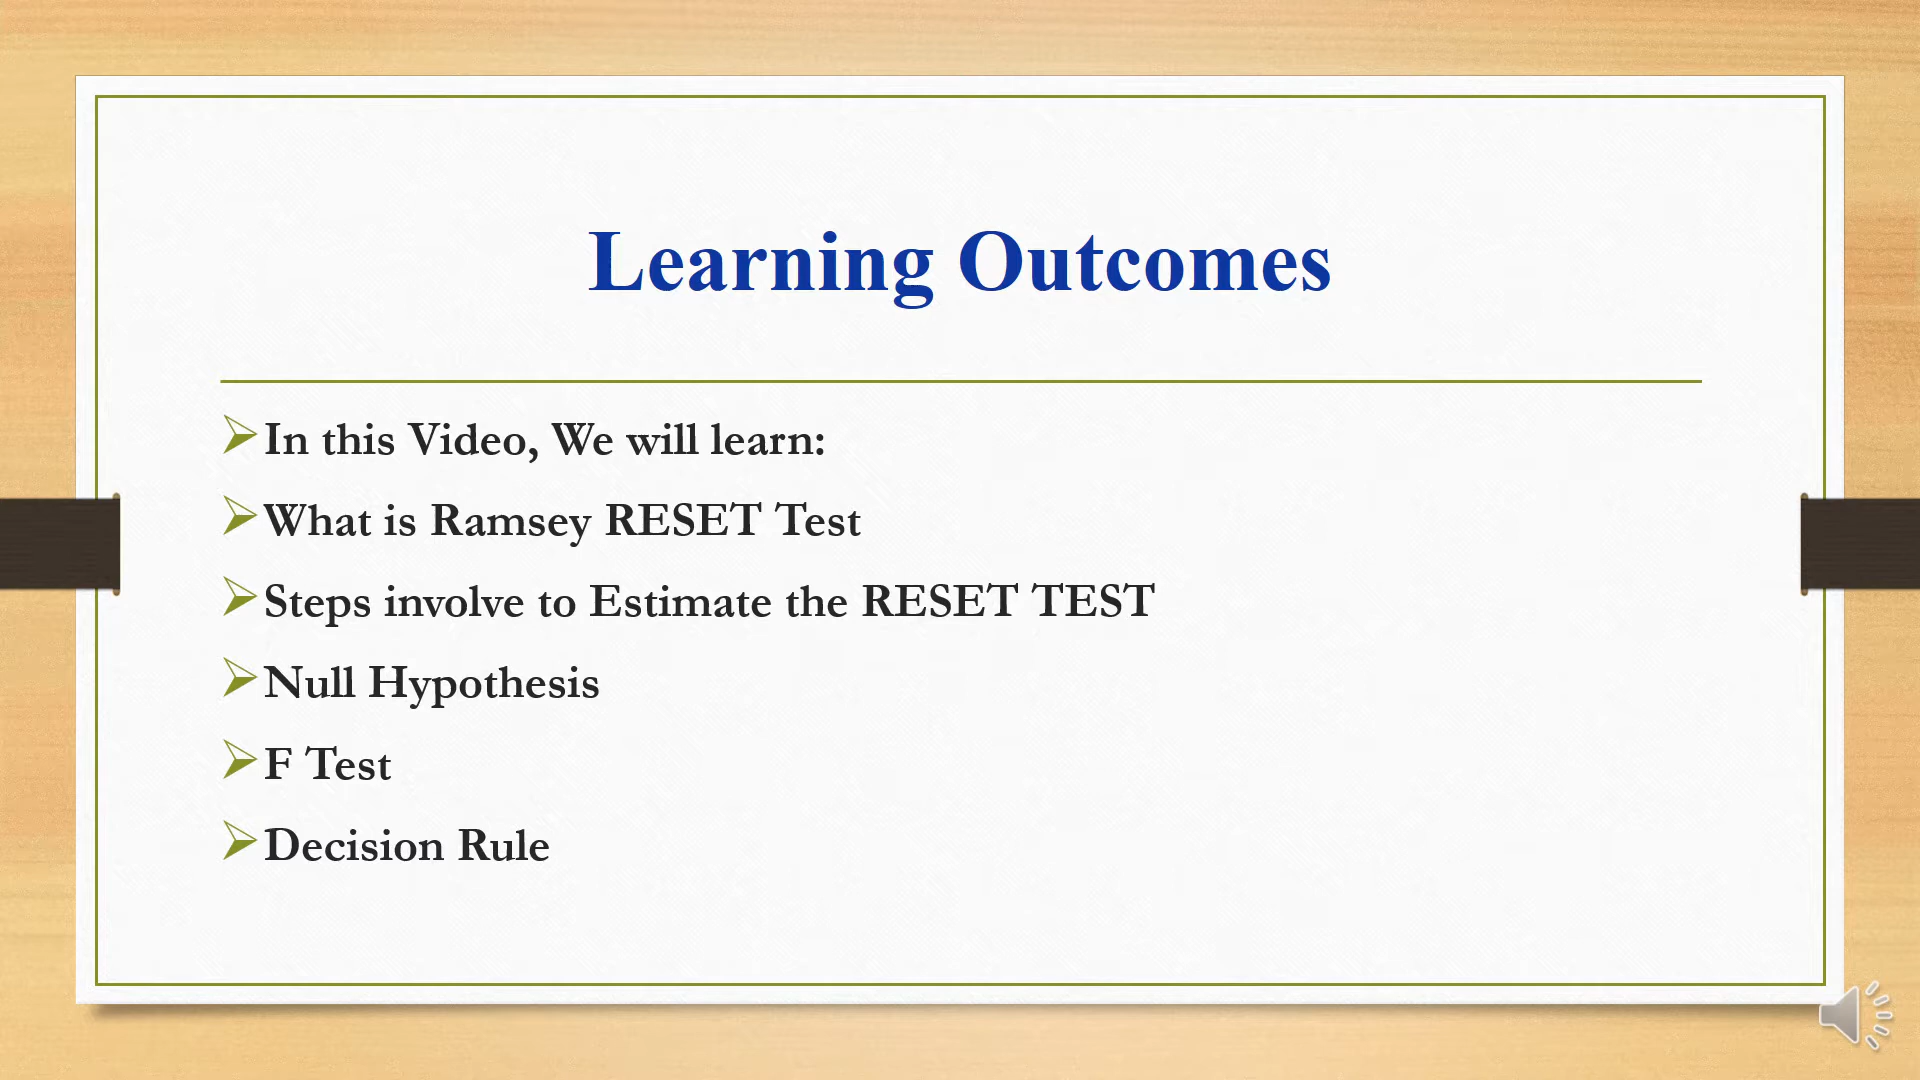 Learning Outcomes
In this Video, We will learn:
What is Ramsey RESET Test
Steps involve to Estimate the RESET TEST
Null Hypothesis
F Test
Decision Rule